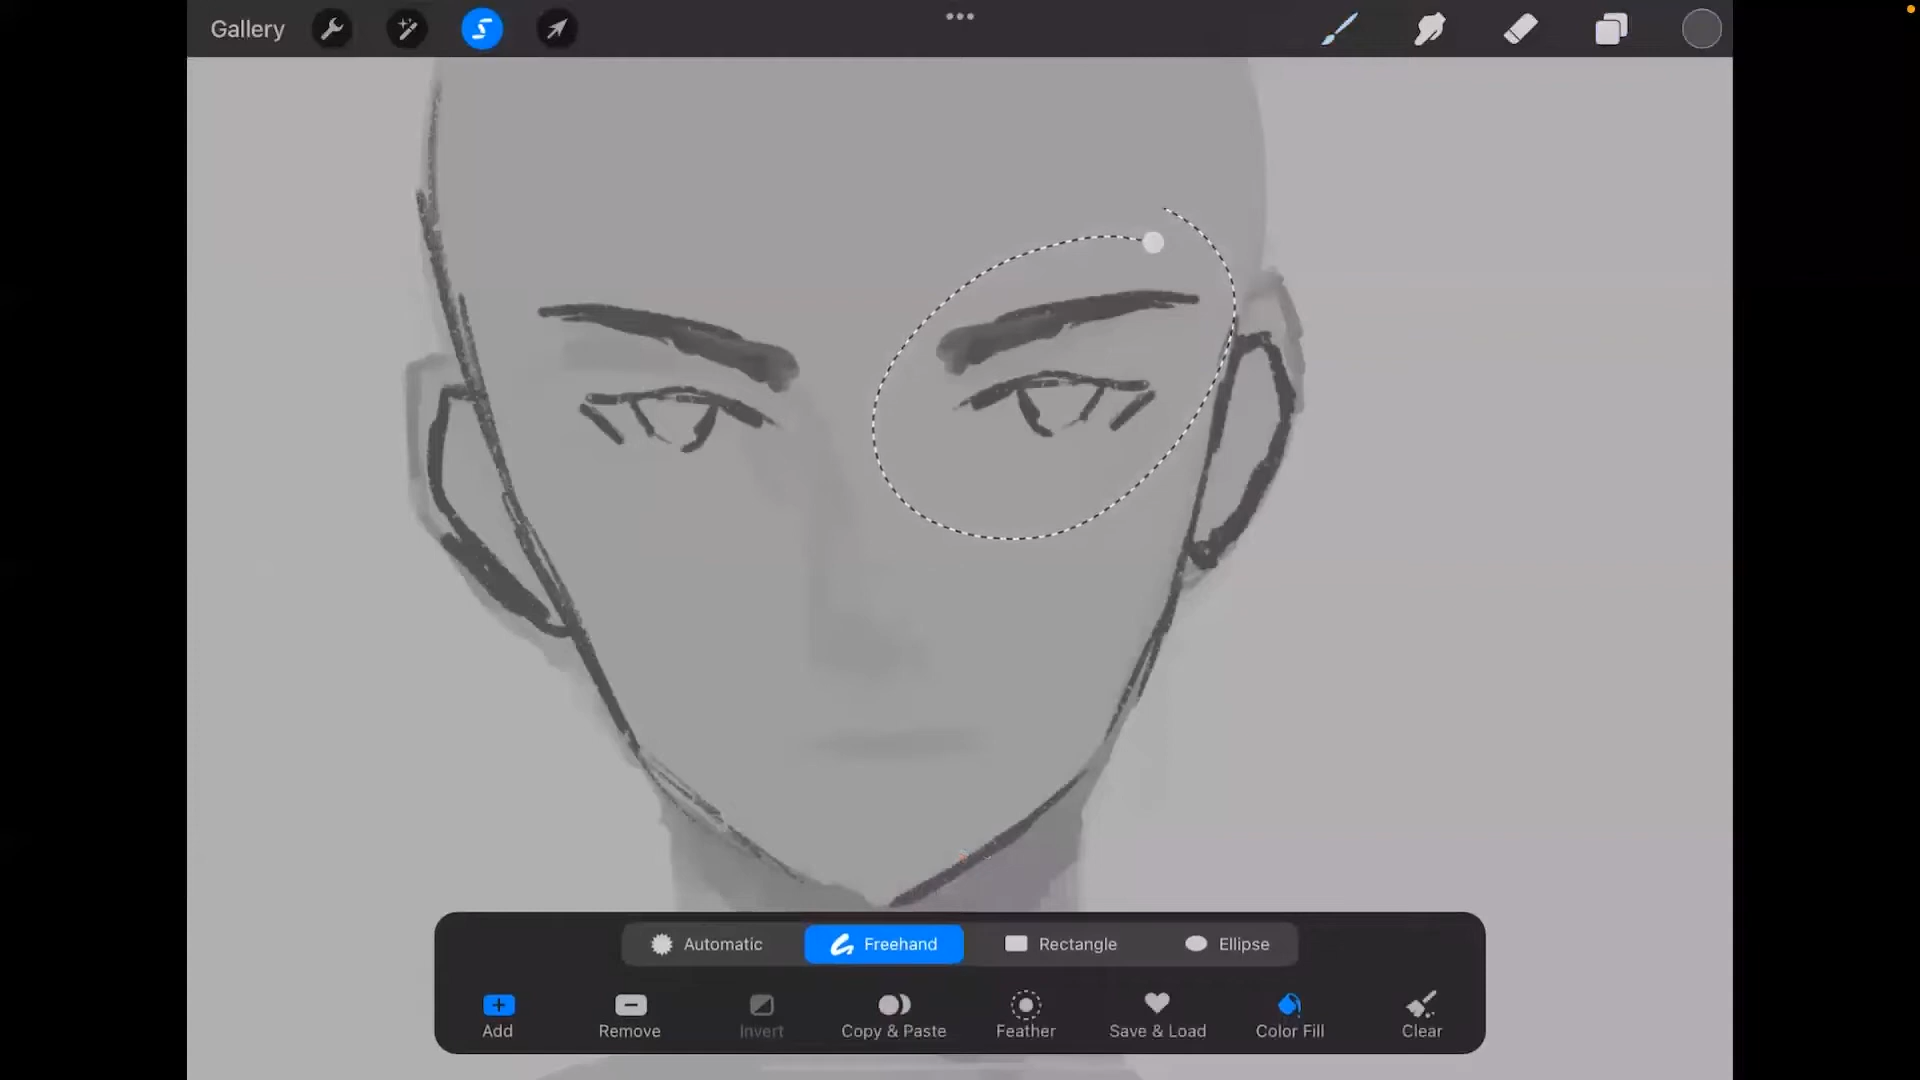 Gallery
Automatic Freehand Rectangle Ellipse
Add Remove Invert Copy & Paste Feather Save & Load Color Fill Clear